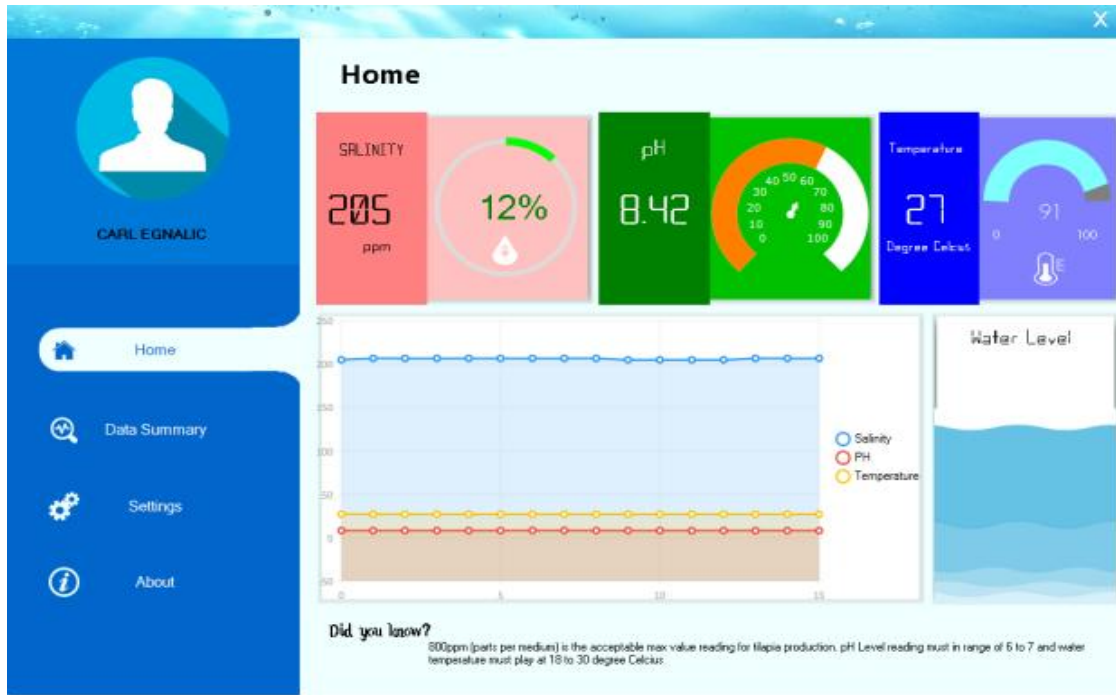 X
CARL EGNALIC
Home
Data Summary
Settings
About
Home
SALINITY
205
ppm
12%
pH
8.42
0 10 20 30 40 50 60 70 80 90 100
Temperature
27
Degree Celcius
91
0 100
250
200
150
100
50
0
50
0 5 10 15
Salinity
PH
Temperature
Water Level
Did you know?
800ppm (parts per medium) is the acceptable max value reading for tilapia production. pH Level reading must in range of 6 to 7 and water
temperature must play at 18 to 30 degree Celcius